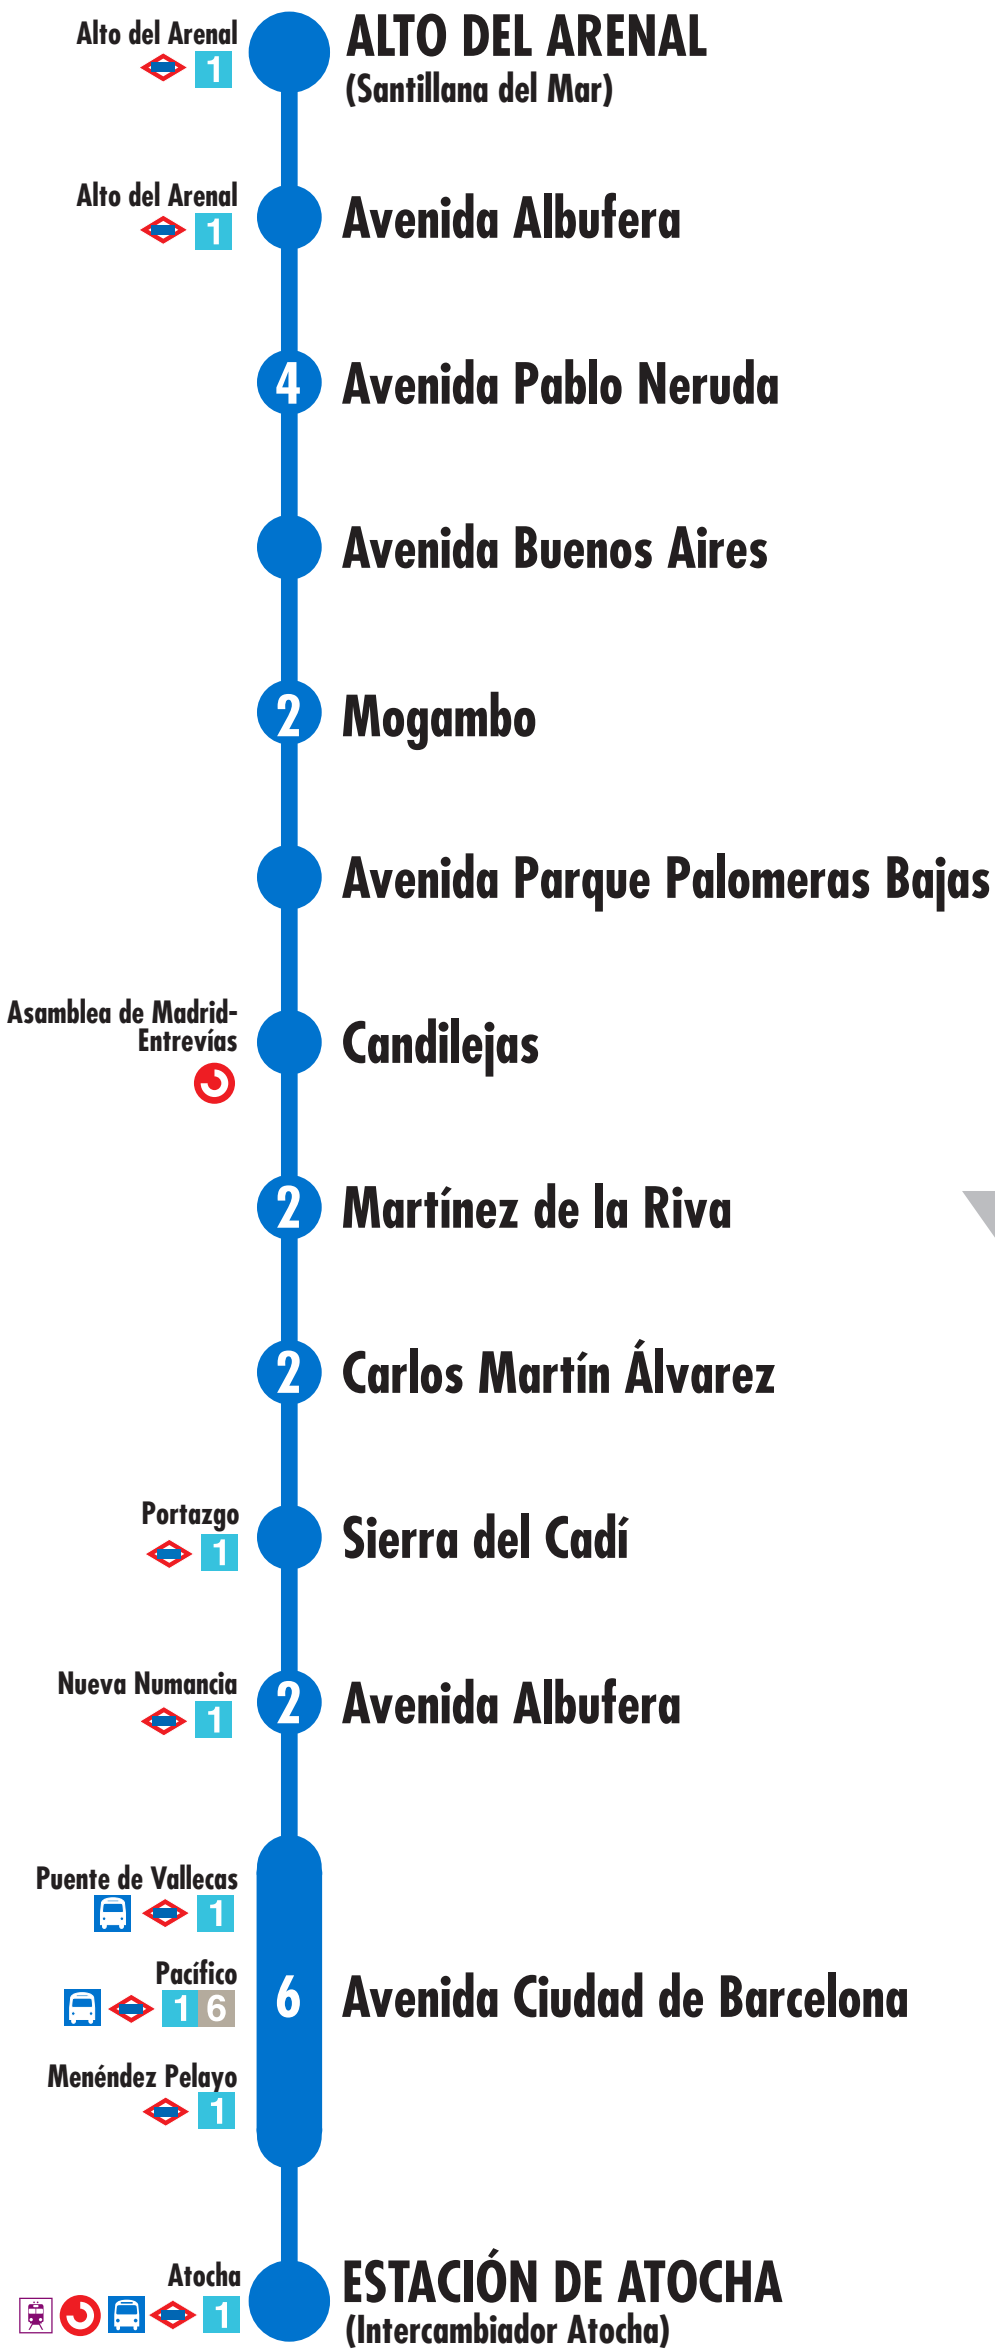 Alto del Arenal
1
ALTO DEL ARENAL
(Santillana del Mar)
Alto del Arenal
1
Avenida Albufera
4
Avenida Pablo Neruda
Avenida Buenos Aires
2
Mogambo
Avenida Parque Palomeras Bajas
Asamblea de Madrid-
Entrevías
Candilejas
2
Martínez de la Riva
2
Carlos Martín Álvarez
Portazgo
1
Sierra del Cadí
Nueva Numancia
1
2
Avenida Albufera
Puente de Vallecas
1
Pacífico
1 6
Menéndez Pelayo
1
6
Avenida Ciudad de Barcelona
Atocha
1
ESTACIÓN DE ATOCHA
(Intercambiador Atocha)